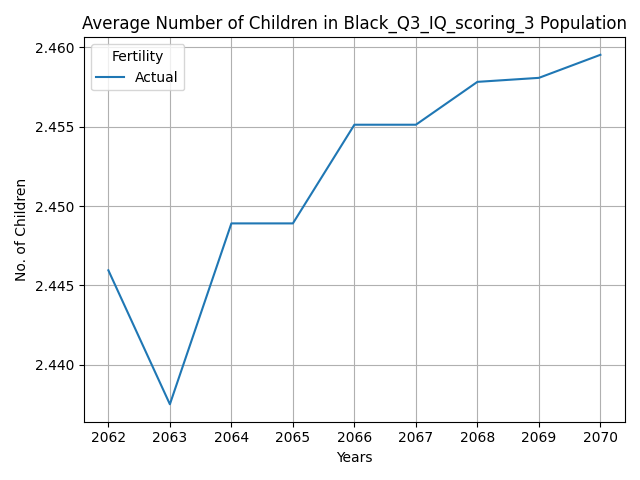 Average Number of Children in Black_Q3_IQ_scoring_3 Population
Fertility
Actual
No. of Children
2.460
2.455
2.450
2.445
2.440
2062 2063 2064 2065 2066 2067 2068 2069 2070
Years